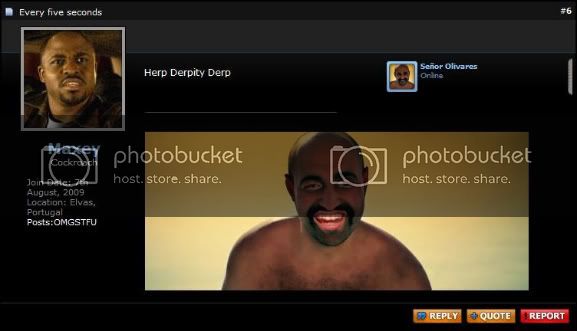 Every five seconds
#6
Herp Derpity Derp
Señor Olivares
Online
Maxey
Cockroach
Join Date: 7th
August, 2009
Location: Elvas,
Portugal
Posts:OMGSTFU
photobucket
host. store. share.
photobucket
host. store. share.
REPLY
QUOTE
REPORT